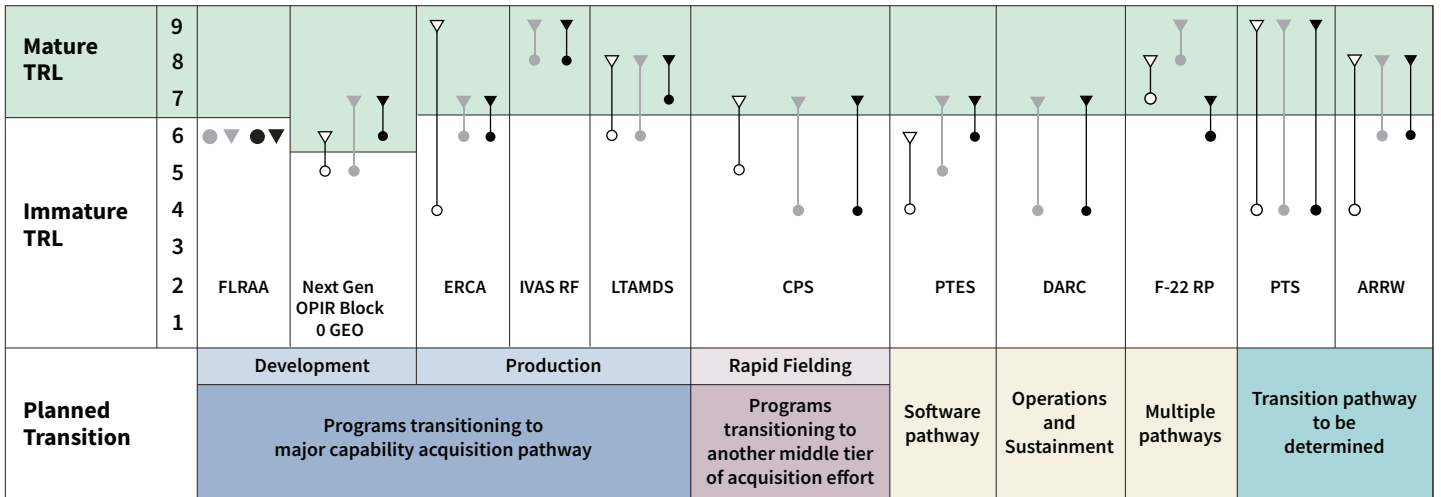 Mature
TRL
9
8
7
Immature
TRL
6
5
4
3
2
1
FLRAA
Next Gen
OPIR Block
0 GEO
ERCA
IVAS RF
LTAMDS
CPS
PTES
DARC
F-22 RP
PTS
ARRW
Planned
Transition
Development
Production
Programs transitioning to
major capability acquisition pathway
Rapid Fielding
Programs
transitioning to
another middle tier
of acquisition effort
Software
pathway
Operations
and
Sustainment
Multiple
pathways
Transition pathway
to be
determined